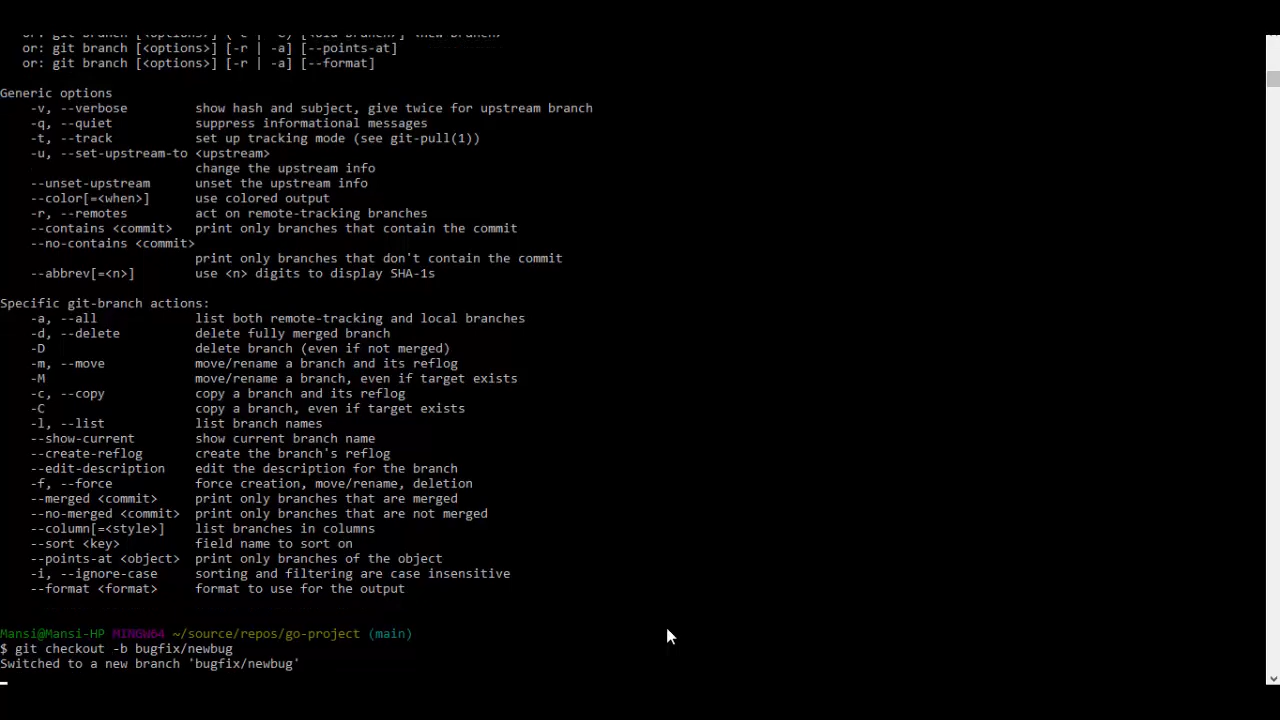 or: git branch [<options>] (-c | -C) [<old-branch>] <new-branch>
or: git branch [<options>] [-r | -a] [--points-at]
or: git branch [<options>] [-r | -a] [--format]
Generic options
-v, --verbose show hash and subject, give twice for upstream branch
-q, --quiet suppress informational messages
-t, --track set up tracking mode (see git-pull(1))
-u, --set-upstream-to <upstream>
change the upstream info
--unset-upstream unset the upstream info
--color[=<when>] use colored output
-r, --remotes act on remote-tracking branches
--contains <commit> print only branches that contain the commit
--no-contains <commit>
print only branches that don't contain the commit
--abbrev[=<n>] use <n> digits to display SHA-1s
Specific git-branch actions:
-a, --all list both remote-tracking and local branches
-d, --delete delete fully merged branch
-D delete branch (even if not merged)
-m, --move move/rename a branch and its reflog
-M move/rename a branch, even if target exists
-c, --copy copy a branch and its reflog
-C copy a branch, even if target exists
-l, --list list branch names
--show-current show current branch name
--create-reflog create the branch's reflog
--edit-description edit the description for the branch
-f, --force force creation, move/rename, deletion
--merged <commit> print only branches that are merged
--no-merged <commit> print only branches that are not merged
--column[=<style>] list branches in columns
--sort <key> field name to sort on
--points-at <object> print only branches of the object
-i, --ignore-case sorting and filtering are case insensitive
--format <format> format to use for the output
Mansi@Mansi-HP MINGW64 ~/source/repos/go-project (main)
$ git checkout -b bugfix/newbug
Switched to a new branch 'bugfix/newbug'